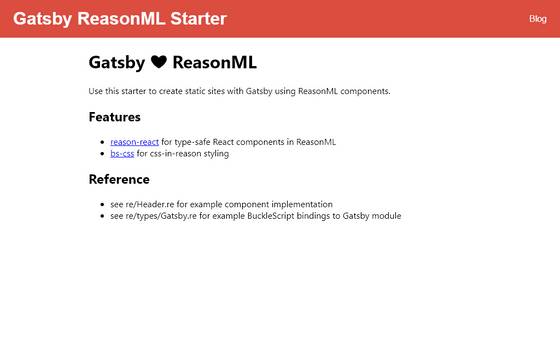 Gatsby ReasonML Starter
Blog
Gatsby 🖤 ReasonML
Use this starter to create static sites with Gatsby using ReasonML components.
Features
• reason-react for type-safe React components in ReasonML
• bs-css for css-in-reason styling
Reference
• see re/Header.re for example component implementation
• see re/types/Gatsby.re for example BuckleScript bindings to Gatsby module